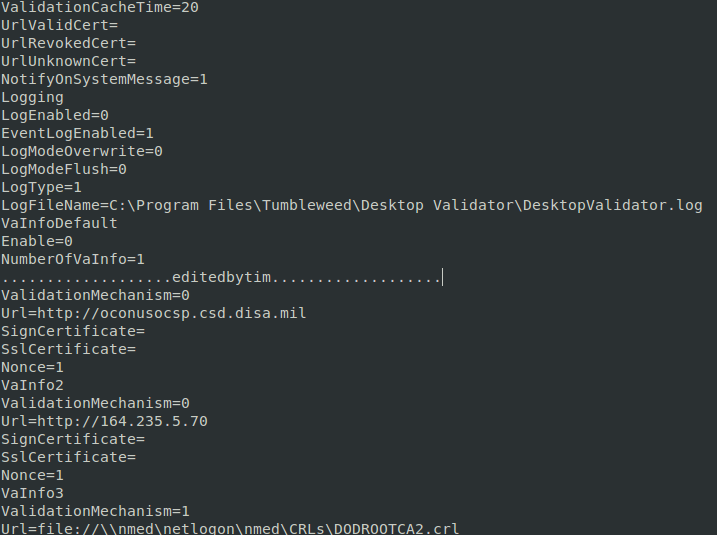 ValidationCacheTime=20
UrlValidCert=
UrlRevokedCert=
UrlUnknownCert=
NotifyOnSystemMessage=1
Logging
LogEnabled=0
EventLogEnabled=1
LogModeOverwrite=0
LogModeFlush=0
LogType=1
LogFileName=C:\Program Files\Tumbleweed\Desktop Validator\DesktopValidator.log
VaInfoDefault
Enable=0
NumberOfVaInfo=1
...................editedbytim...................
ValidationMechanism=0
Url=http://oconusocsp.csd.disa.mil
SignCertificate=
SslCertificate=
Nonce=1
VaInfo2
ValidationMechanism=0
Url=http://164.235.5.70
SignCertificate=
SslCertificate=
Nonce=1
VaInfo3
ValidationMechanism=1
Url=file://\\nmed\netlogon\nmed\CRLs\DODROOTCA2.crl